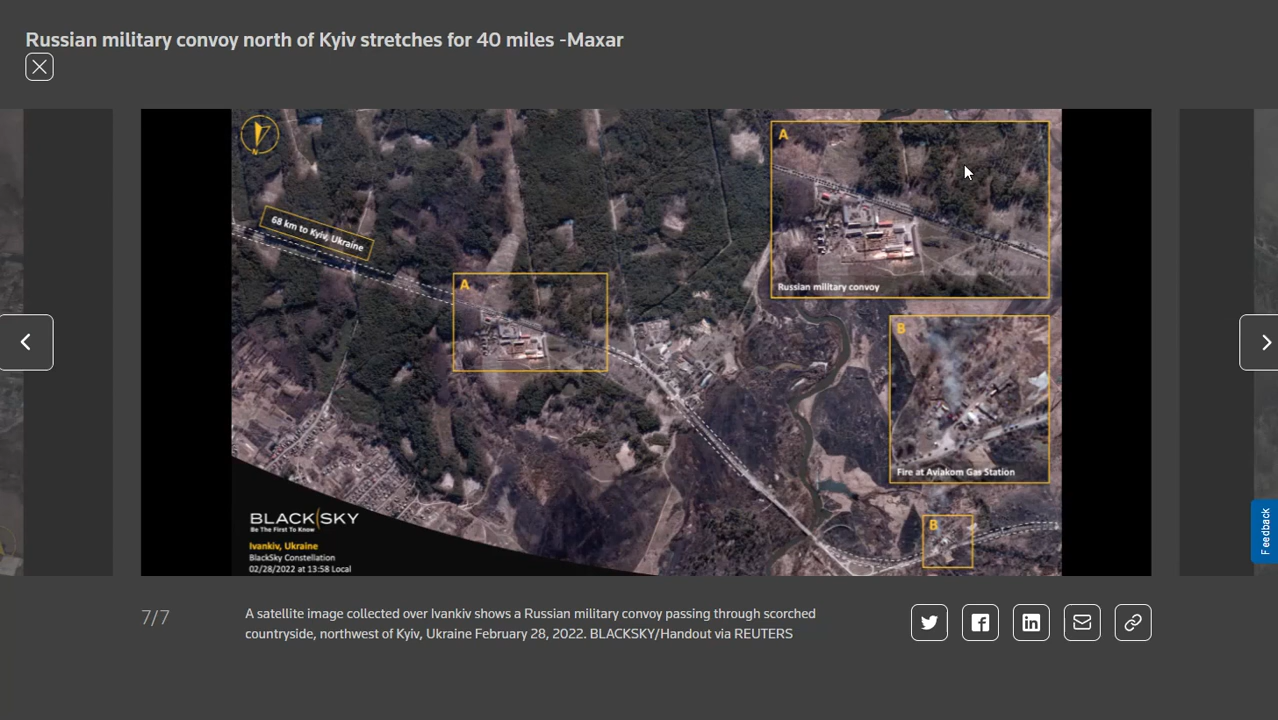 Russian military convoy north of Kyiv stretches for 40 miles -Maxar
N
68 km to Kyiv, Ukraine
A
A
Russian military convoy
B
Fire at Aviakom Gas Station
B
BLACKSKY
Be The First To Know
Ivankiv, Ukraine
BlackSky Constellation
02/28/2022 at 13:58 Local
Feedback
7/7
A satellite image collected over Ivankiv shows a Russian military convoy passing through scorched
countryside, northwest of Kyiv, Ukraine February 28, 2022. BLACKSKY/Handout via REUTERS